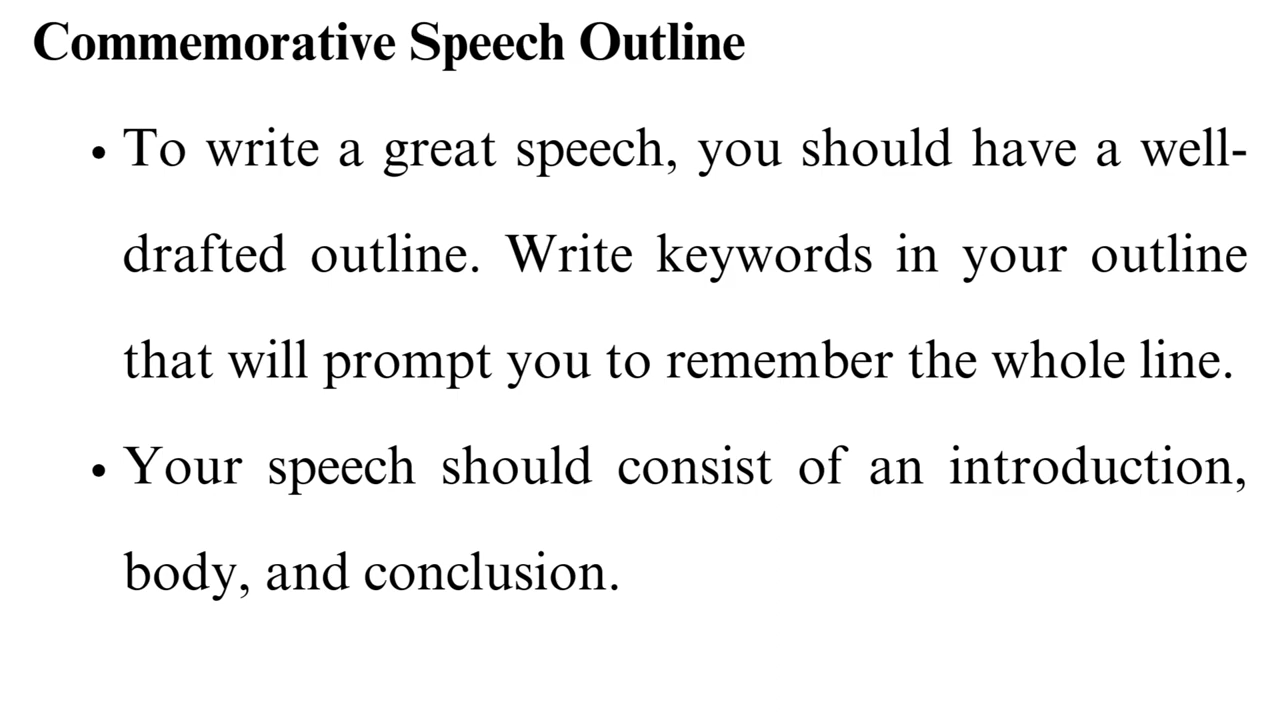 Commemorative Speech Outline
• To write a great speech, you should have a well-
drafted outline. Write keywords in your outline
that will prompt you to remember the whole line.
• Your speech should consist of an introduction,
body, and conclusion.